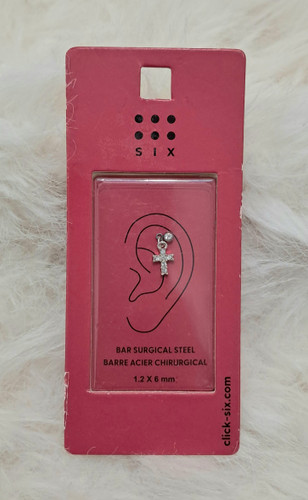 SIX
BAR SURGICAL STEEL
BARRE ACIER CHIRURGICAL
1.2 X 6 mm
click-six.com